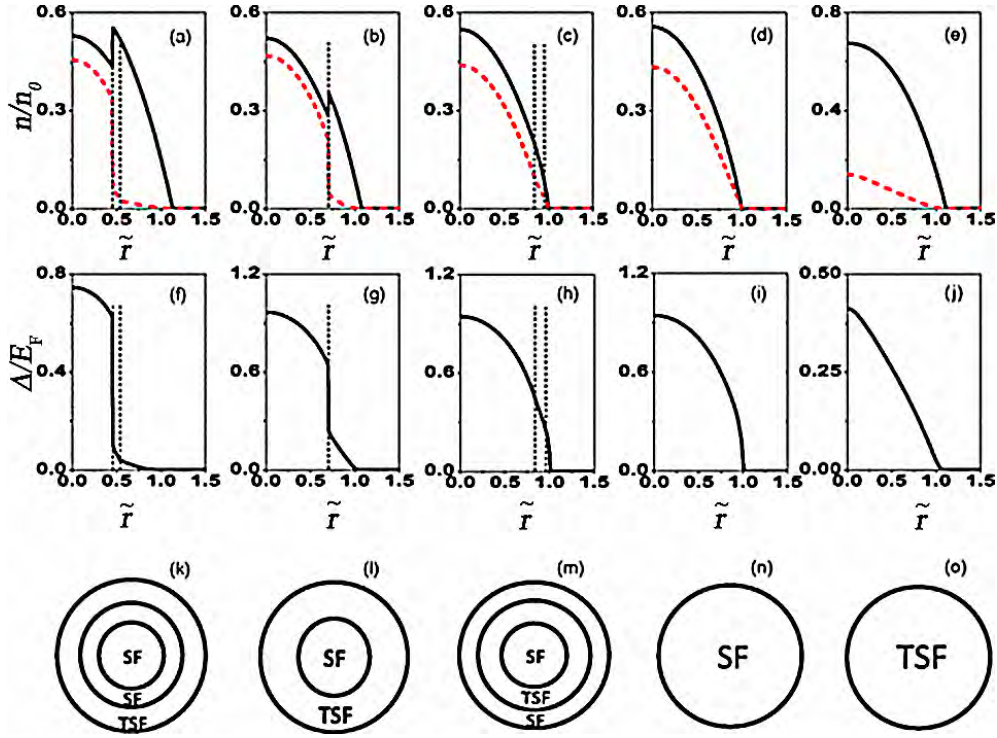 (a) (b) (c) (d) (e)
n/n₀
0.6 0.6 0.6 0.6 0.8
0.3 0.3 0.3 0.3 0.4
0.0 0.0 0.0 0.0 0.0
0.0 0.5 1.0 1.5 0.0 0.5 1.0 1.5 0.0 0.5 1.0 1.5 0.0 0.5 1.0 1.5 0.0 0.5 1.0 1.5
r̃ r̃ r̃ r̃ r̃
(f) (g) (h) (i) (j)
Δ/E_F
0.8 1.2 1.2 1.2 0.50
0.4 0.6 0.6 0.6 0.25
0.0 0.0 0.0 0.0 0.00
0.0 0.5 1.0 1.5 0.0 0.5 1.0 1.5 0.0 0.5 1.0 1.5 0.0 0.5 1.0 1.5 0.0 0.5 1.0 1.5
r̃ r̃ r̃ r̃ r̃
(k) (l) (m) (n) (o)
SF SF SF SF TSF
SF TSF
TSF TSF SF